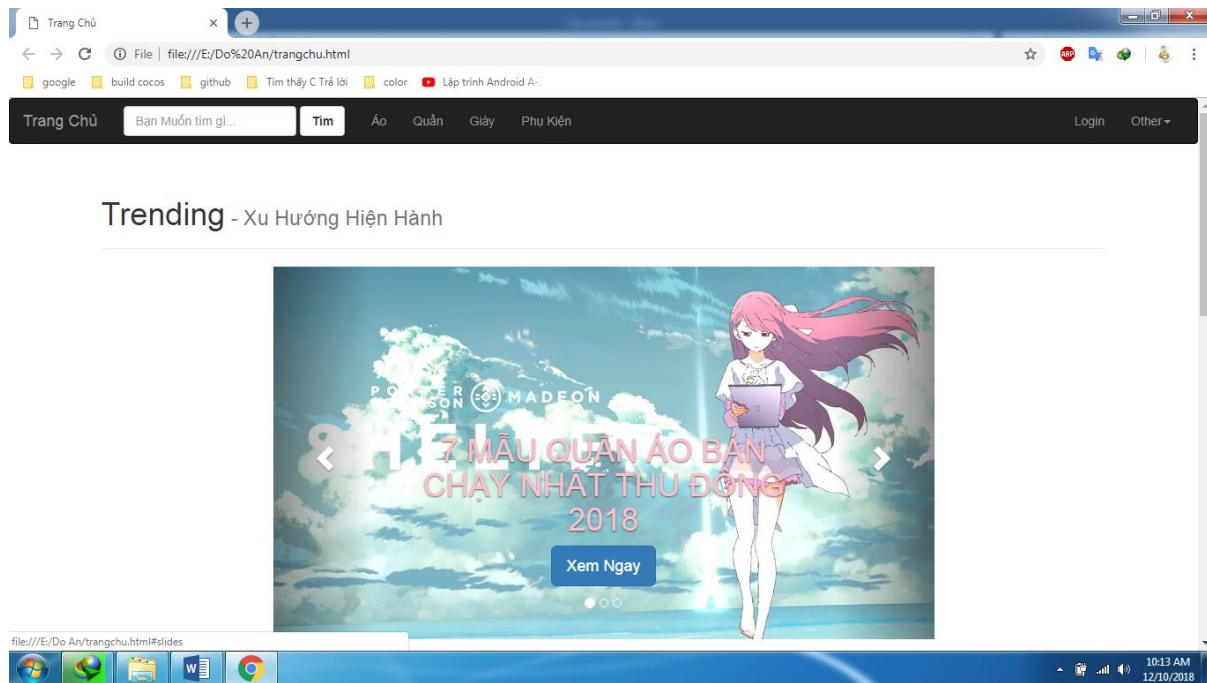 Trang Chủ
File | file:///E:/Do%20An/trangchu.html
ABP
google build cocos github Tìm thấy C Trả lời color Lập trình Android A-
Trang Chủ Bạn Muốn tìm gì... Tìm Áo Quần Giày Phụ Kiện Login Other
Trending - Xu Hướng Hiện Hành
MADEON
SHELTER
7 MẪU QUẦN ÁO BÁN
CHẠY NHẤT THU ĐÔNG
2018
Xem Ngay
file:///E:/Do An/trangchu.html#slides
10:13 AM
12/10/2018